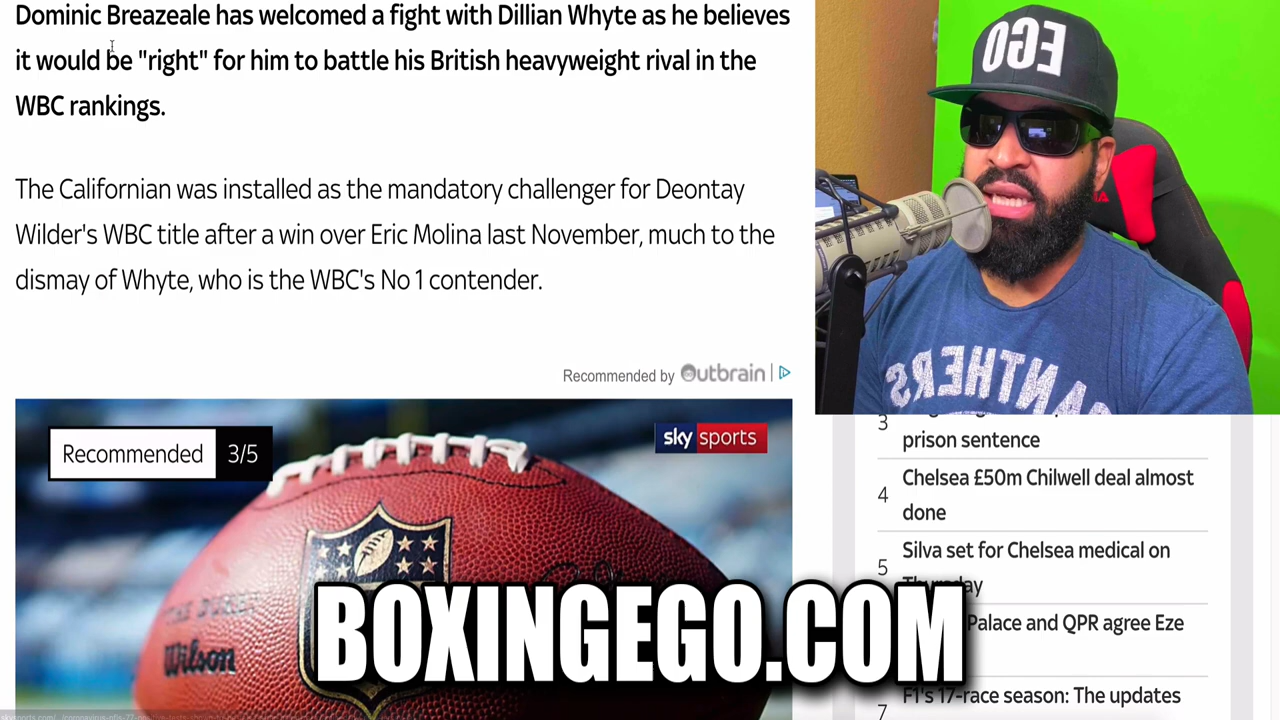 Dominic Breazeale has welcomed a fight with Dillian Whyte as he believes
it would be "right" for him to battle his British heavyweight rival in the
WBC rankings.
The Californian was installed as the mandatory challenger for Deontay
Wilder's WBC title after a win over Eric Molina last November, much to the
dismay of Whyte, who is the WBC's No 1 contender.
Recommended by Outbrain
Recommended 3/5
sky sports
THE DUKE
Wilson
EGO
PANTHERS
3
prison sentence
4 Chelsea £50m Chilwell deal almost
done
5 Silva set for Chelsea medical on
Palace and QPR agree Eze
7 F1's 17-race season: The updates
BOXINGEGO.COM